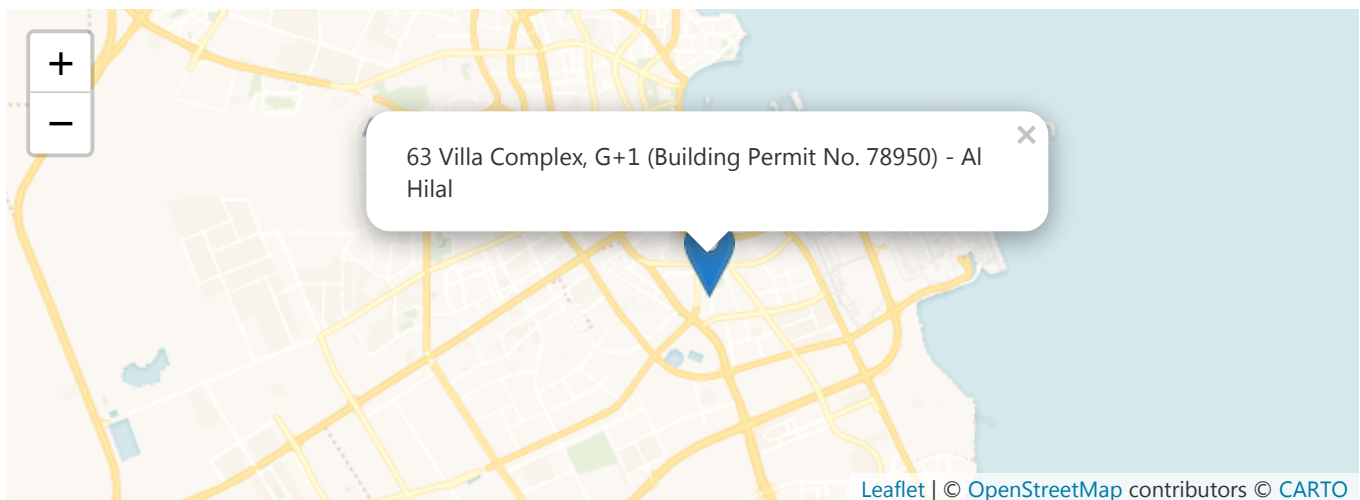 +
−
63 Villa Complex, G+1 (Building Permit No. 78950) - Al
Hilal
×
Leaflet | © OpenStreetMap contributors © CARTO